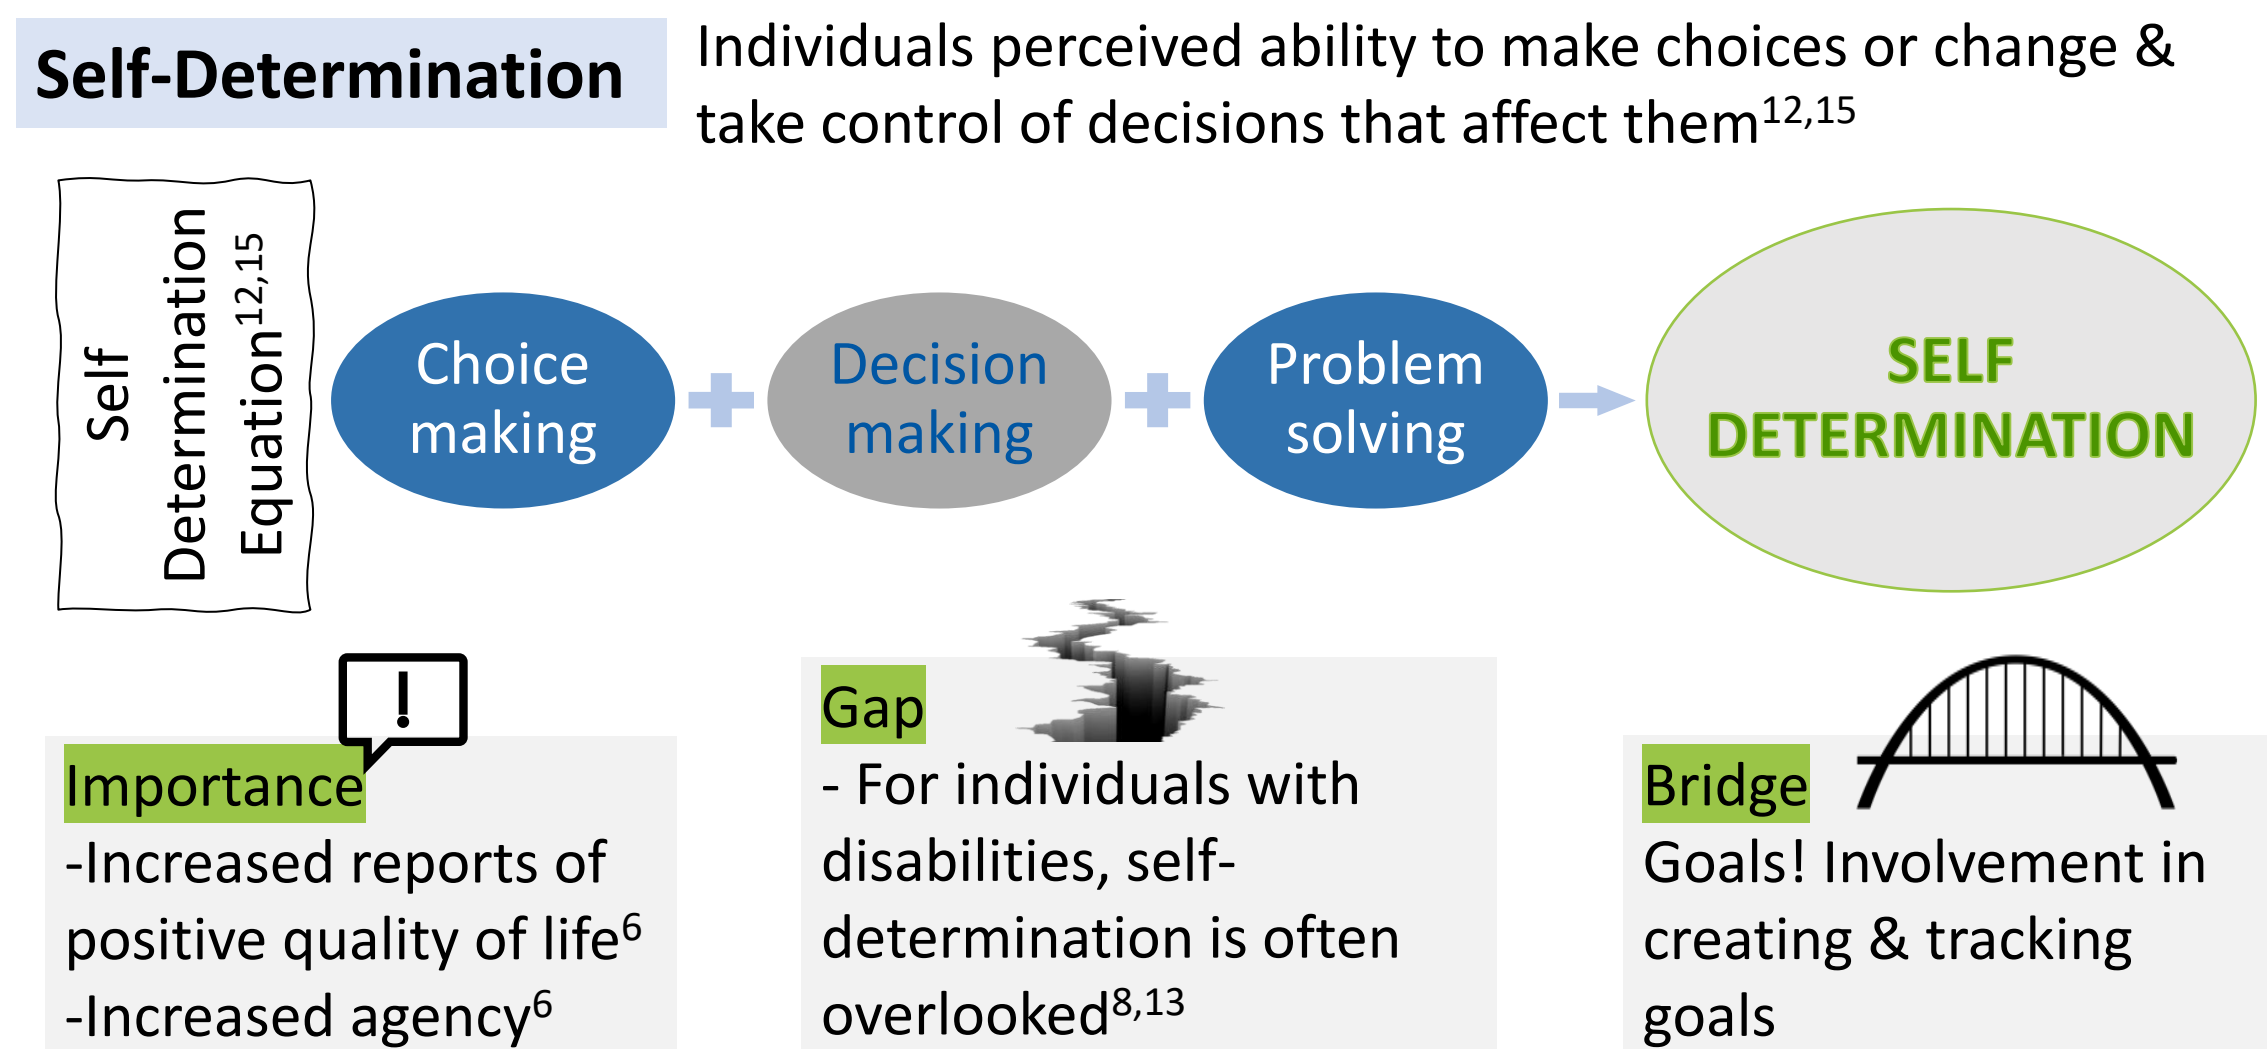 Self-Determination
Individuals perceived ability to make choices or change &
take control of decisions that affect them12,15
Self
Determination
Equation12,15
Choice
making
Decision
making
Problem
solving
SELF
DETERMINATION
!
Importance
-Increased reports of
positive quality of life6
-Increased agency6
Gap
- For individuals with
disabilities, self-
determination is often
overlooked8,13
Bridge
Goals! Involvement in
creating & tracking
goals